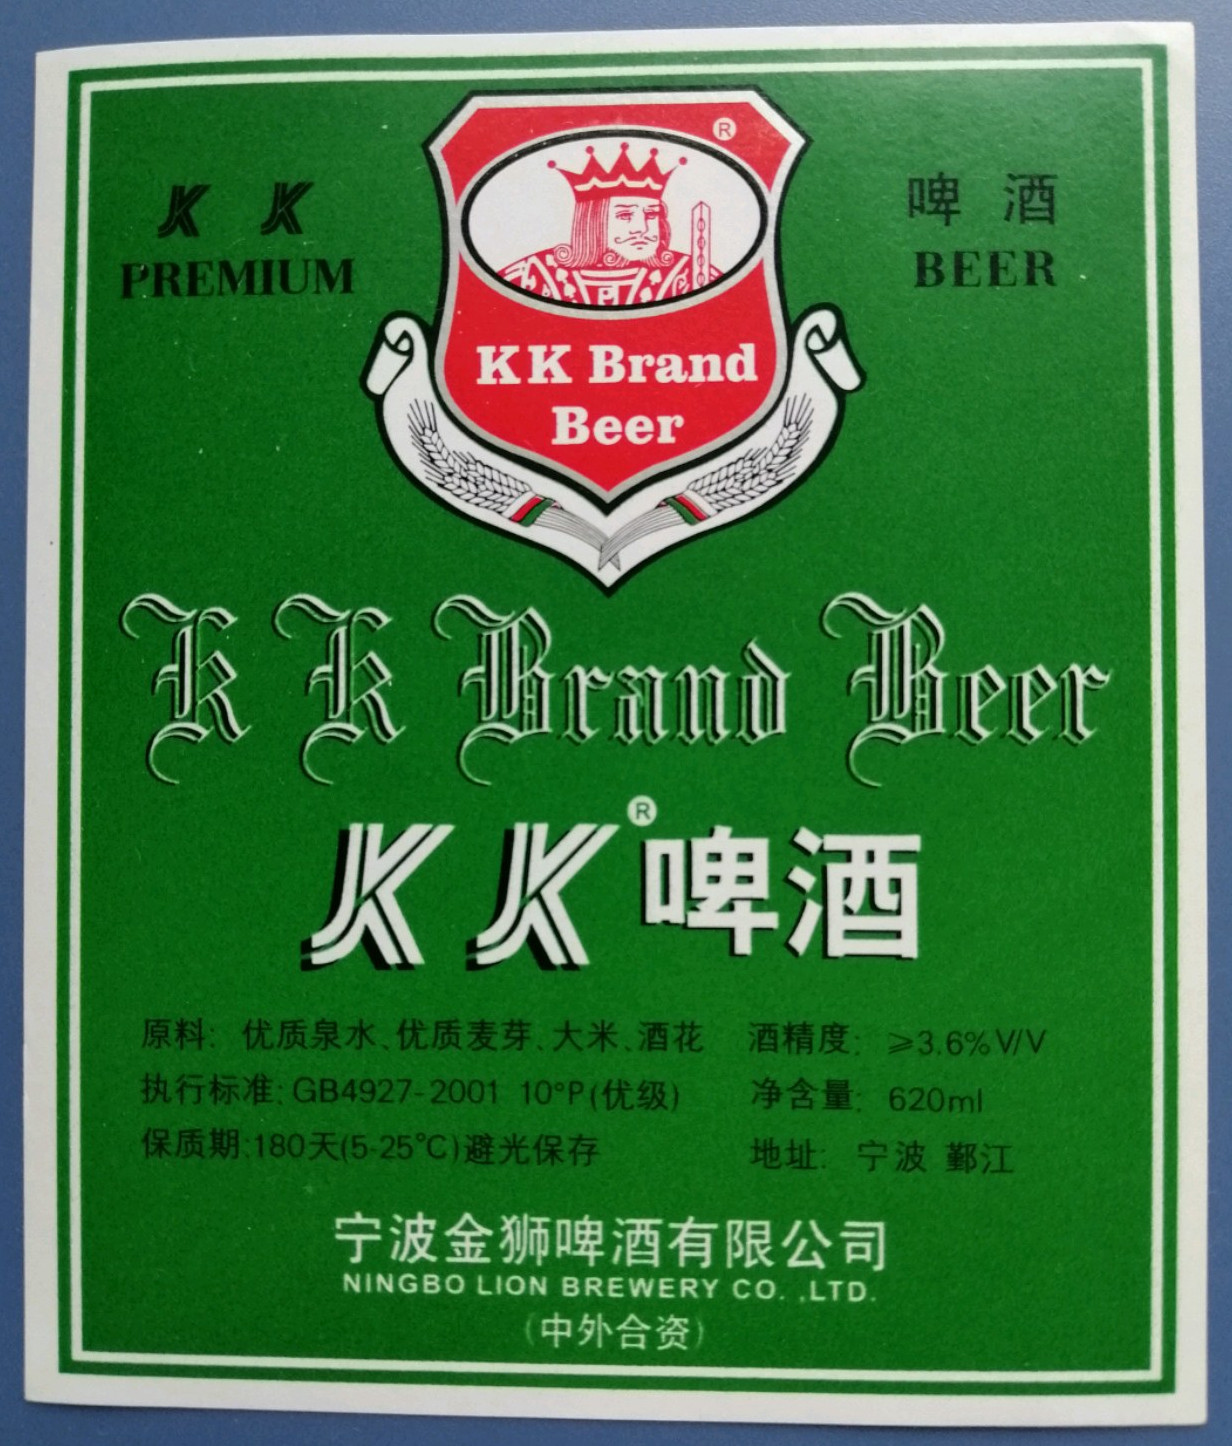 ®
K K
PREMIUM
啤 酒
BEER
KK Brand
Beer
K K Brand Beer
KK®啤酒
原料: 优质泉水、优质麦芽、大米、酒花
酒精度: ≥3.6%V/V
执行标准: GB4927-2001 10°P(优级)
净含量: 620ml
保质期:180天(5-25℃)避光保存
地址: 宁波 鄞江
宁波金狮啤酒有限公司
NINGBO LION BREWERY CO. .,LTD.
(中外合资)